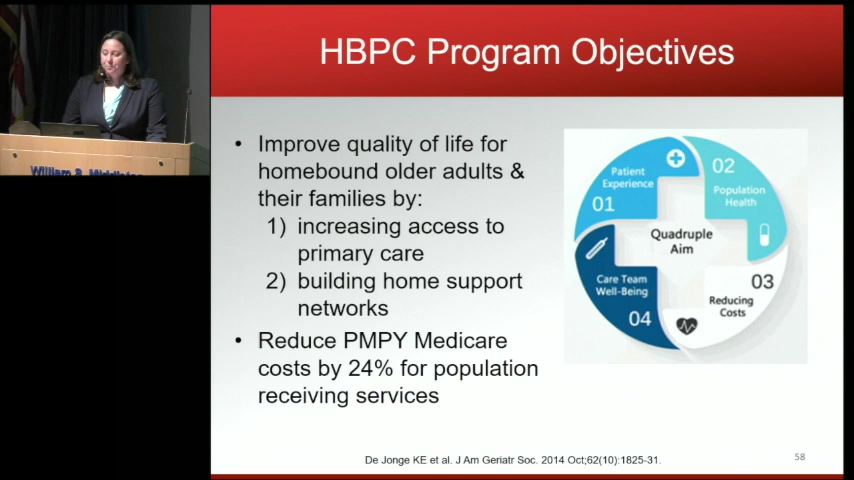 HBPC Program Objectives
• Improve quality of life for
homebound older adults &
their families by:
1) increasing access to
primary care
2) building home support
networks
• Reduce PMPY Medicare
costs by 24% for population
receiving services
Patient
Experience
01
02
Population
Health
Quadruple
Aim
03
Reducing
Costs
Care Team
Well-Being
04
De Jonge KE et al. J Am Geriatr Soc. 2014 Oct;62(10):1825-31.
58
William S. Middleton